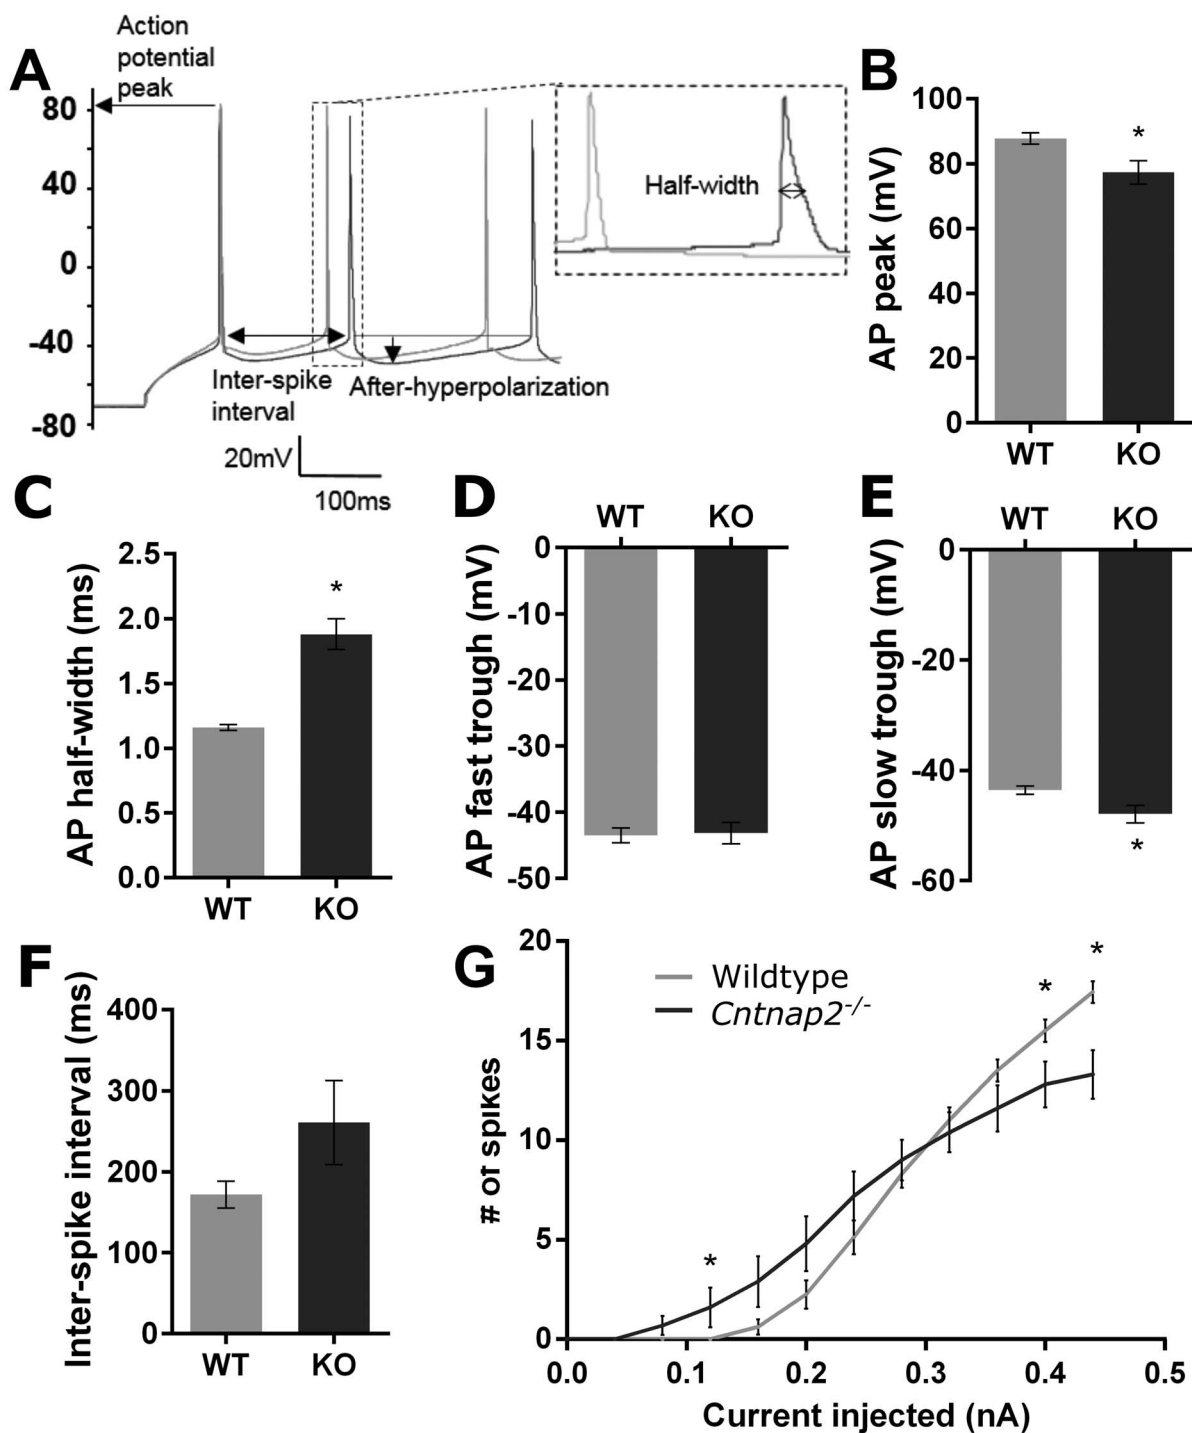 A
Action
potential
peak
80
40
0
-40
-80
Half-width
Inter-spike
interval
After-hyperpolarization
20mV
100ms
B
AP peak (mV)
100
80
60
40
20
0
*
WT KO
C
AP half-width (ms)
2.5
2.0
1.5
1.0
0.5
0.0
*
WT KO
D
AP fast trough (mV)
WT KO
0
-10
-20
-30
-40
-50
E
AP slow trough (mV)
WT KO
0
-20
-40
-60
*
F
Inter-spike interval (ms)
400
300
200
100
0
WT KO
G
# of spikes
20
15
10
5
0
Wildtype
Cntnap2-/-
*
*
*
0.0 0.1 0.2 0.3 0.4 0.5
Current injected (nA)